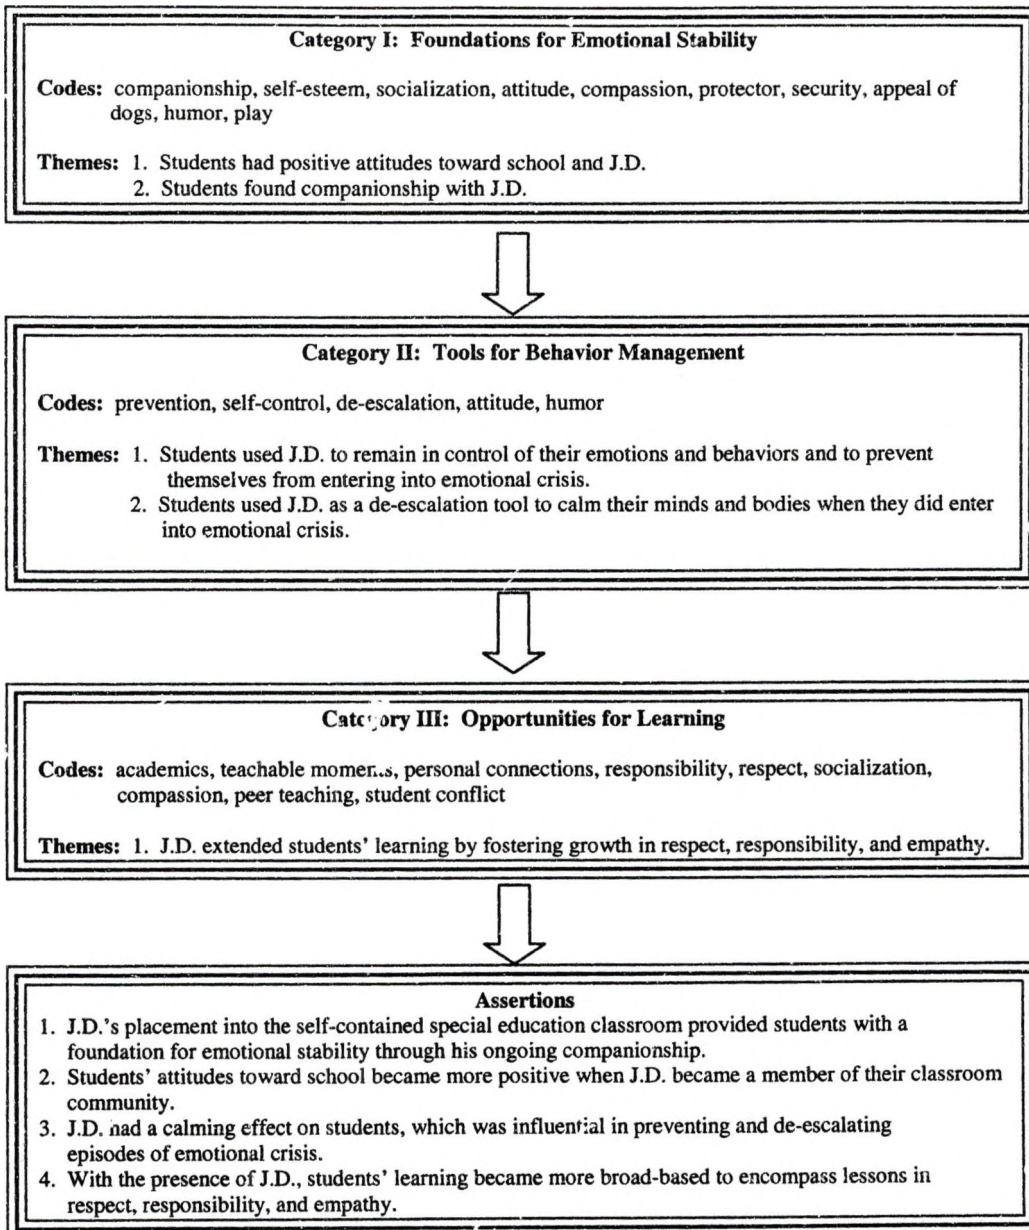 Category I: Foundations for Emotional Stability
Codes: companionship, self-esteem, socialization, attitude, compassion, protector, security, appeal of
dogs, humor, play
Themes: 1. Students had positive attitudes toward school and J.D.
2. Students found companionship with J.D.
Category II: Tools for Behavior Management
Codes: prevention, self-control, de-escalation, attitude, humor
Themes: 1. Students used J.D. to remain in control of their emotions and behaviors and to prevent
themselves from entering into emotional crisis.
2. Students used J.D. as a de-escalation tool to calm their minds and bodies when they did enter
into emotional crisis.
Category III: Opportunities for Learning
Codes: academics, teachable moments, personal connections, responsibility, respect, socialization,
compassion, peer teaching, student conflict
Themes: 1. J.D. extended students' learning by fostering growth in respect, responsibility, and empathy.
Assertions
1. J.D.'s placement into the self-contained special education classroom provided students with a
foundation for emotional stability through his ongoing companionship.
2. Students' attitudes toward school became more positive when J.D. became a member of their classroom
community.
3. J.D. had a calming effect on students, which was influential in preventing and de-escalating
episodes of emotional crisis.
4. With the presence of J.D., students' learning became more broad-based to encompass lessons in
respect, responsibility, and empathy.